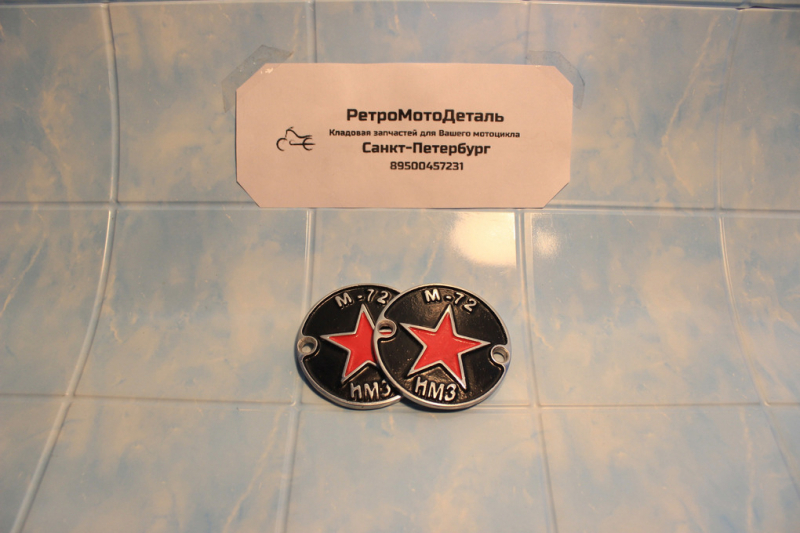 РетроМотоДеталь
Кладовая запчастей для Вашего мотоцикла
Санкт-Петербург
89500457231
М-72
ИМЗ
М-72
ИМЗ